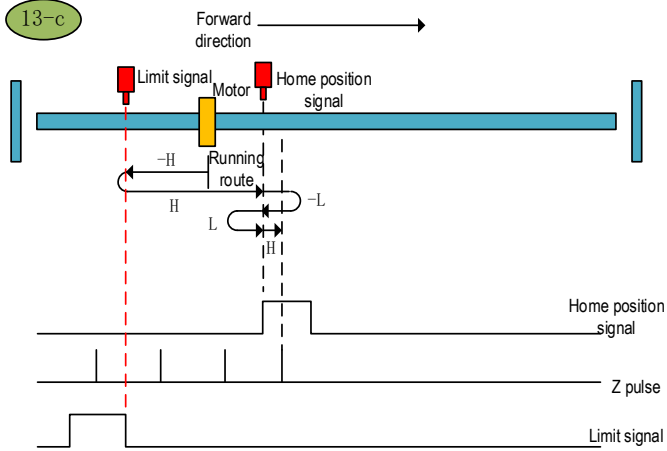 13-c
Forward
direction
Limit signal
Motor
Home position
signal
-H
Running
route
H
-L
L
H
Home position
signal
Z pulse
Limit signal